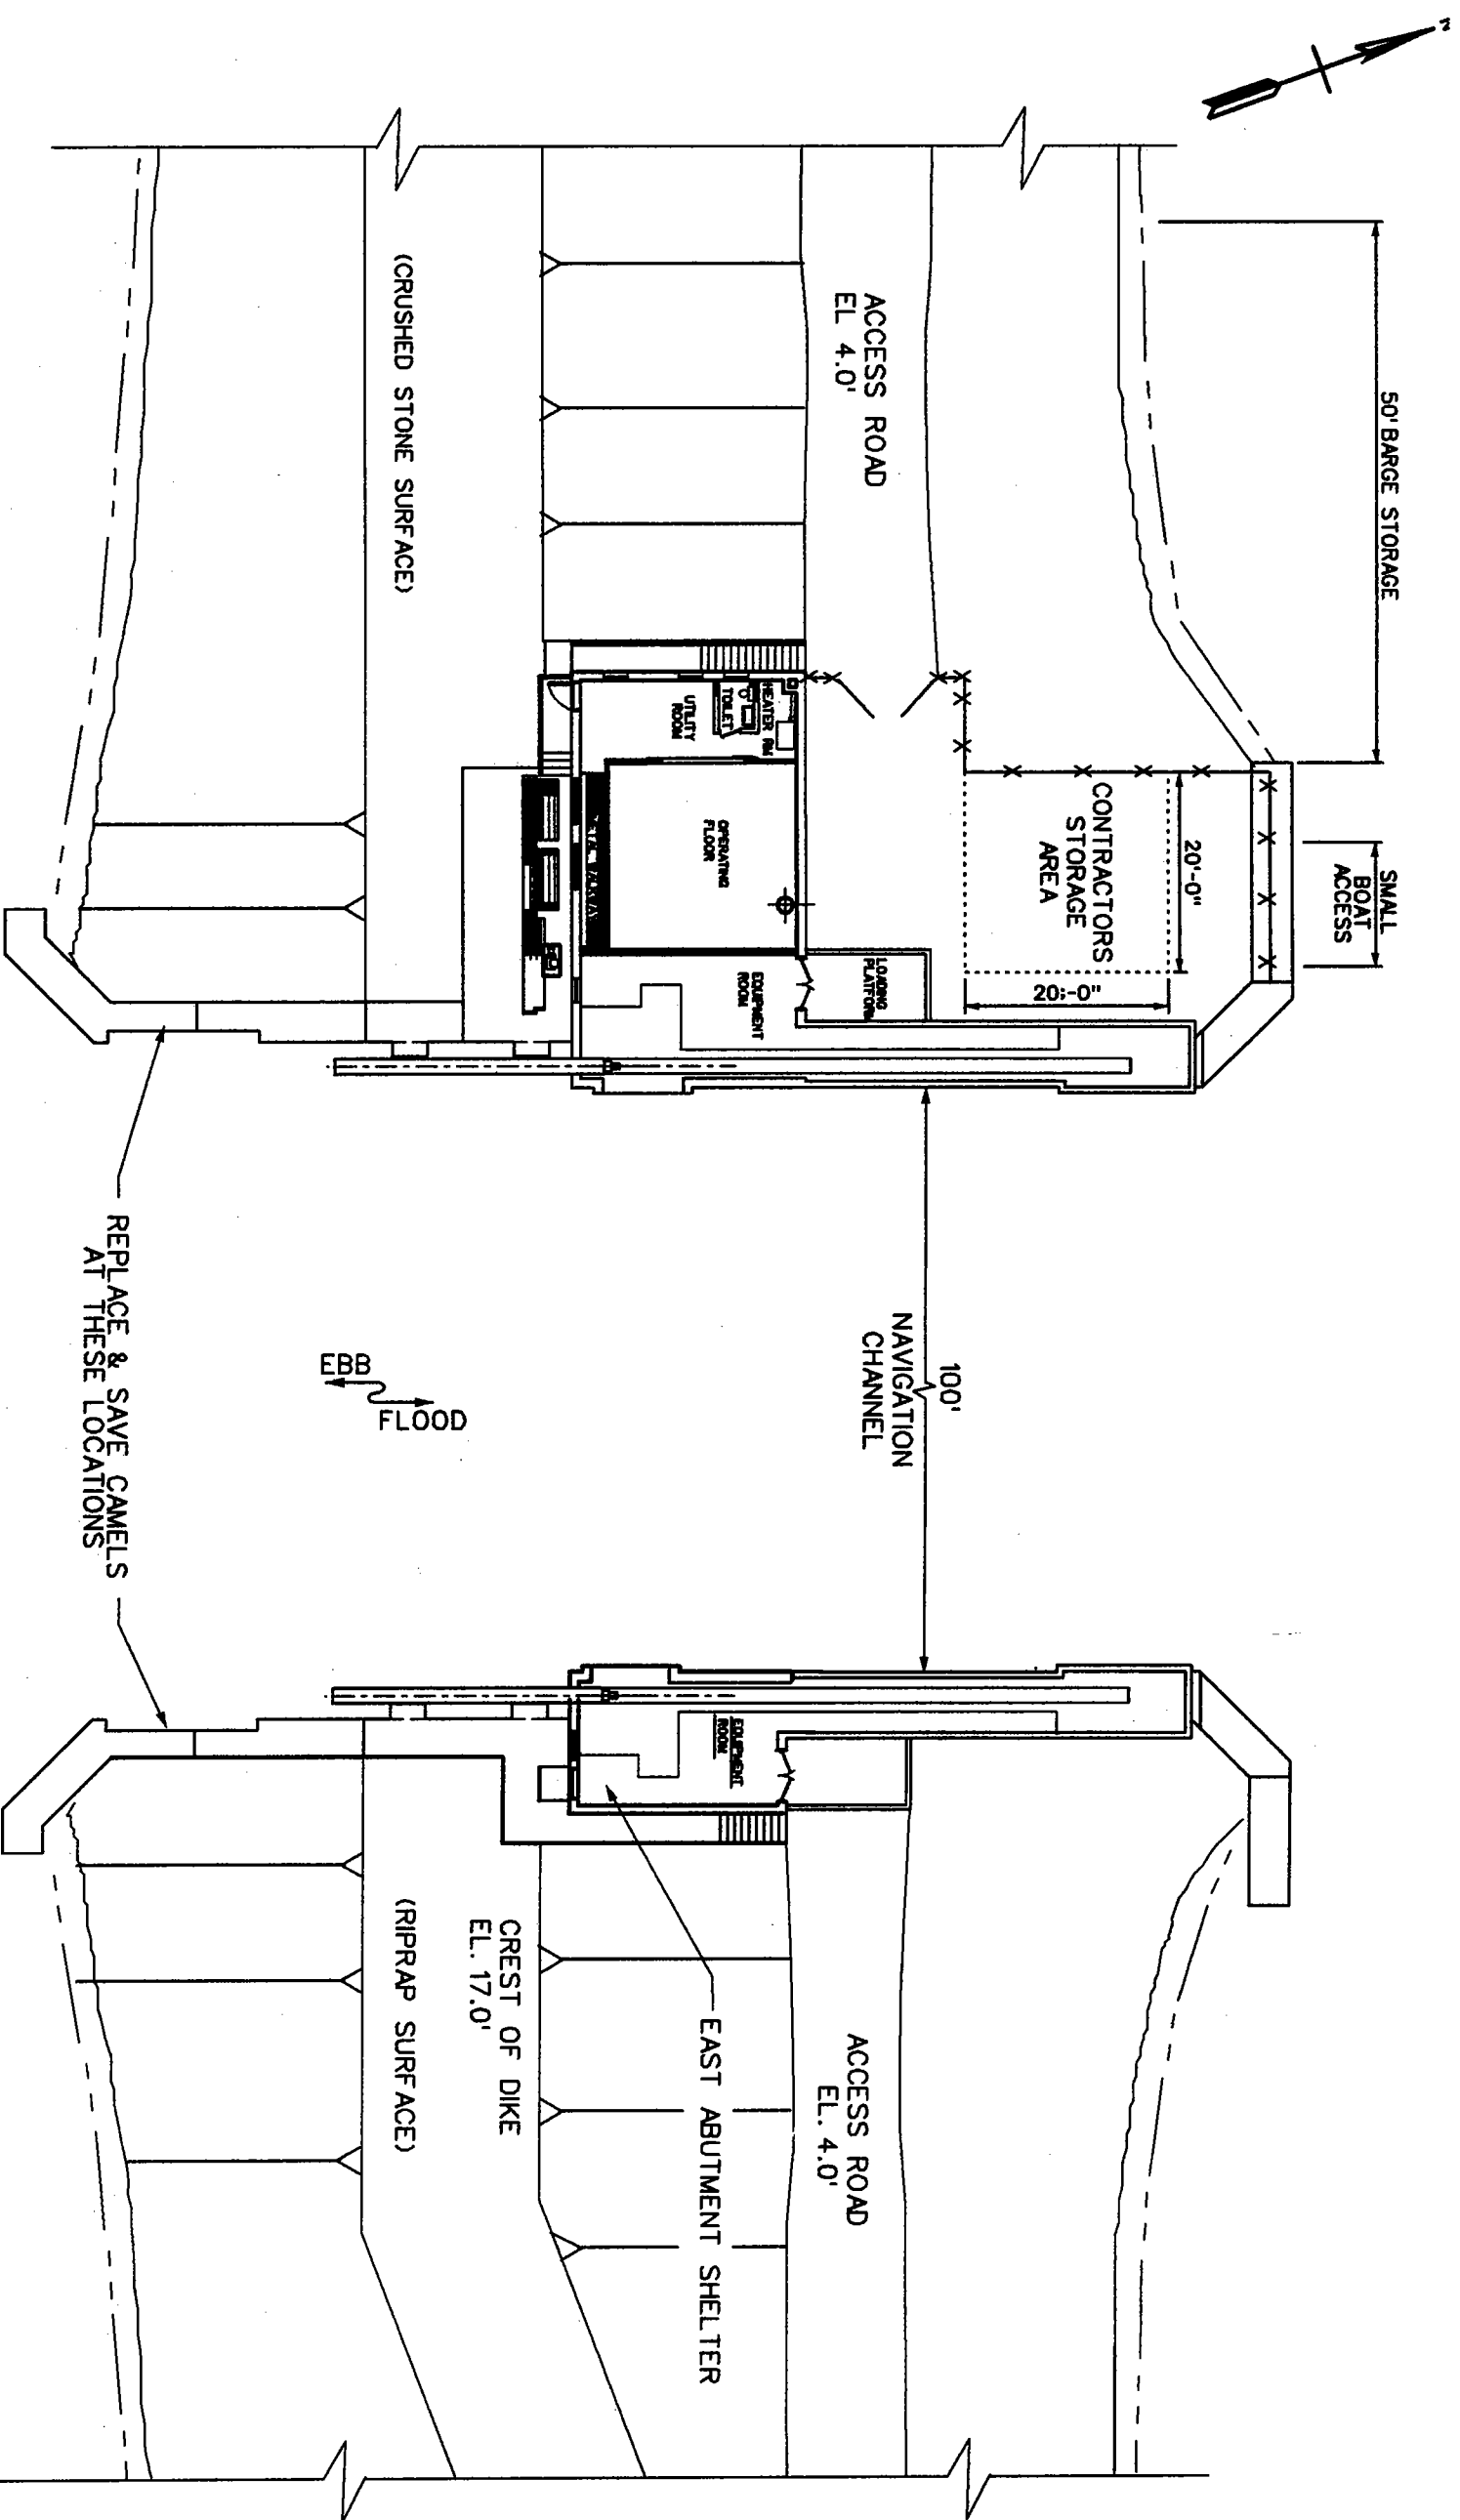 N
50' BARGE STORAGE
SMALL
BOAT
ACCESS
20'-0"
CONTRACTORS
STORAGE
AREA
20;-0"
ACCESS ROAD
EL 4.0'
HEATER RM
TOILET
UTILITY
ROOM
OPERATING
FLOOR
METAL WALKWAY
LOADING
PLATFORM
EQUIPMENT
ROOM
(CRUSHED STONE SURFACE)
100'
NAVIGATION
CHANNEL
EBB
FLOOD
REPLACE & SAVE CAMELS
AT THESE LOCATIONS
EQUIPMENT
ROOM
ACCESS ROAD
EL. 4.0'
EAST ABUTMENT SHELTER
CREST OF DIKE
EL. 17.0'
(RIPRAP SURFACE)